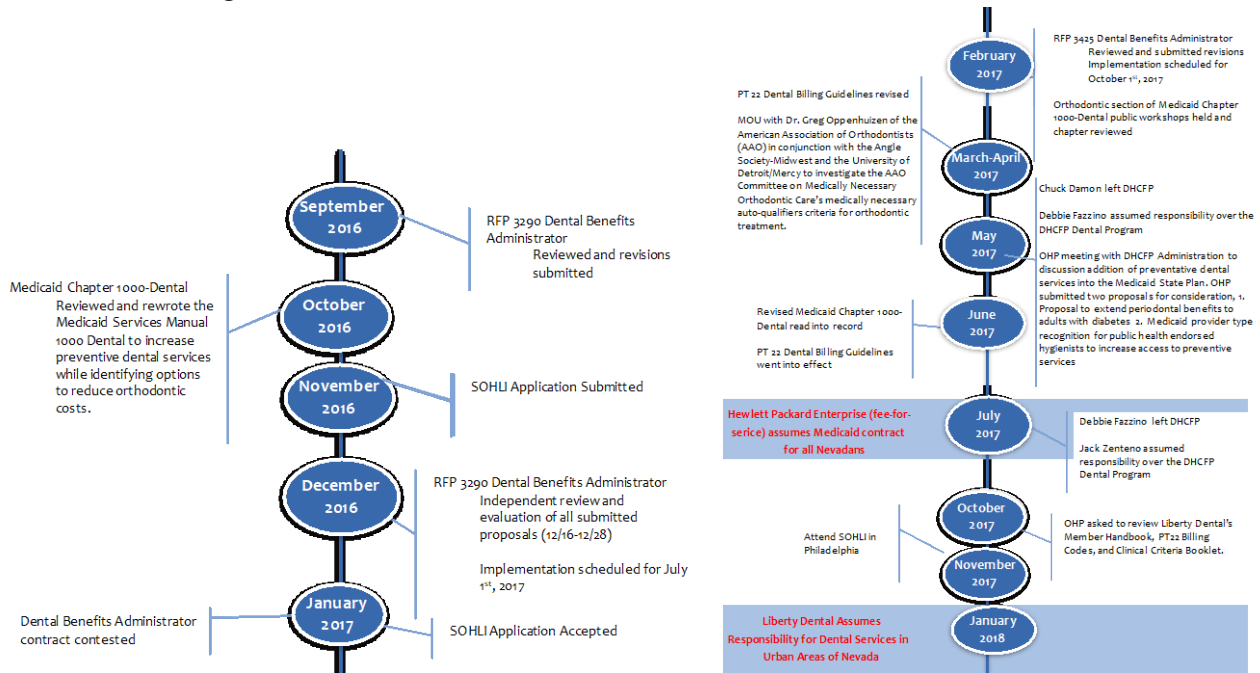 September
2016
RFP 3290 Dental Benefits
Administrator
Reviewed and revisions
submitted
Medicaid Chapter 1000-Dental
Reviewed and rewrote the
Medicaid Services Manual
1000 Dental to increase
preventive dental services
while identifying options
to reduce orthodontic
costs.
October
2016
November
2016
SOHLI Application Submitted
December
2016
RFP 3290 Dental Benefits Administrator
Independent review and
evaluation of all submitted
proposals (12/16-12/28)
Implementation scheduled for July
1st, 2017
January
2017
Dental Benefits Administrator
contract contested
SOHLI Application Accepted
February
2017
RFP 3425 Dental Benefits Administrator
Reviewed and submitted revisions
Implementation scheduled for
October 1st, 2017
Orthodontic section of Medicaid Chapter
1000-Dental public workshops held and
chapter reviewed
PT 22 Dental Billing Guidelines revised
MOU with Dr. Greg Oppenhuizen of the
American Association of Orthodontists
(AAO) in conjunction with the Angle
Society-Midwest and the University of
Detroit/Mercy to investigate the AAO
Committee on Medically Necessary
Orthodontic Care's medically necessary
auto-qualifiers criteria for orthodontic
treatment.
March-April
2017
Chuck Damon left DHCFP
Debbie Fazzino assumed responsibility over the
DHCFP Dental Program
May
2017
OHP meeting with DHCFP Administration to
discussion addition of preventative dental
services into the Medicaid State Plan. OHP
submitted two proposals for consideration, 1.
Proposal to extend periodontal benefits to
adults with diabetes 2. Medicaid provider type
recognition for public health endorsed
hygienists to increase access to preventive
services
June
2017
Revised Medicaid Chapter 1000-
Dental read into record
PT 22 Dental Billing Guidelines
went into effect
Hewlett Packard Enterprise (fee-for-
serice) assumes Medicaid contract
for all Nevadans
July
2017
Debbie Fazzino left DHCFP
Jack Zenteno assumed
responsibility over the DHCFP
Dental Program
October
2017
OHP asked to review Liberty Dental's
Member Handbook, PT22 Billing
Codes, and Clinical Criteria Booklet.
Attend SOHLI in
Philadelphia
November
2017
Liberty Dental Assumes
Responsibility for Dental Services in
Urban Areas of Nevada
January
2018